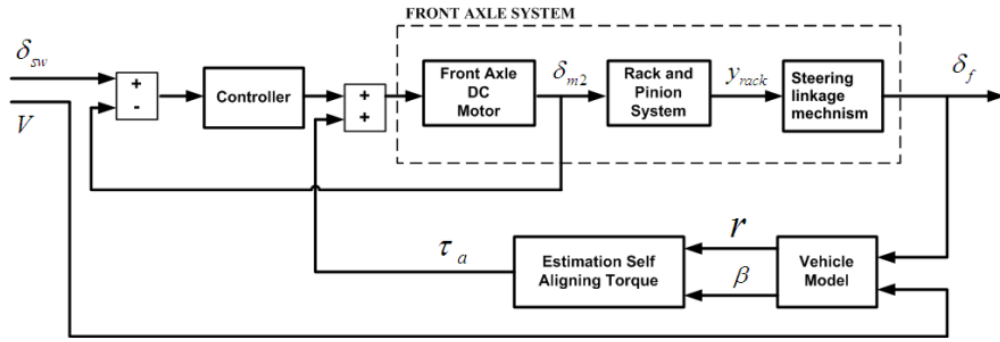 FRONT AXLE SYSTEM
δsw
V
+
-
Controller
+
+
Front Axle
DC
Motor
δm2
Rack and
Pinion
System
yrack
Steering
linkage
mechnism
δf
τa
Estimation Self
Aligning Torque
r
β
Vehicle
Model